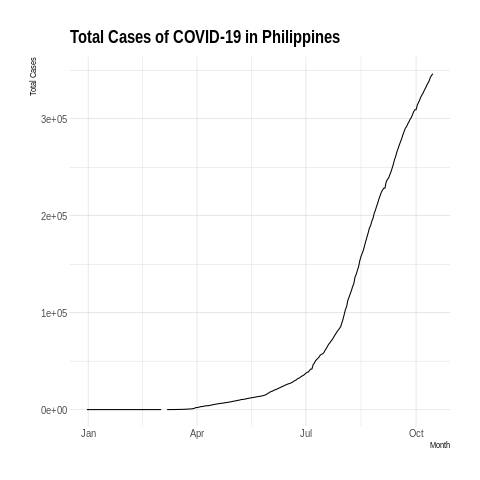 Total Cases of COVID-19 in Philippines
Total Cases
3e+05
2e+05
1e+05
0e+00
Jan Apr Jul Oct
Month